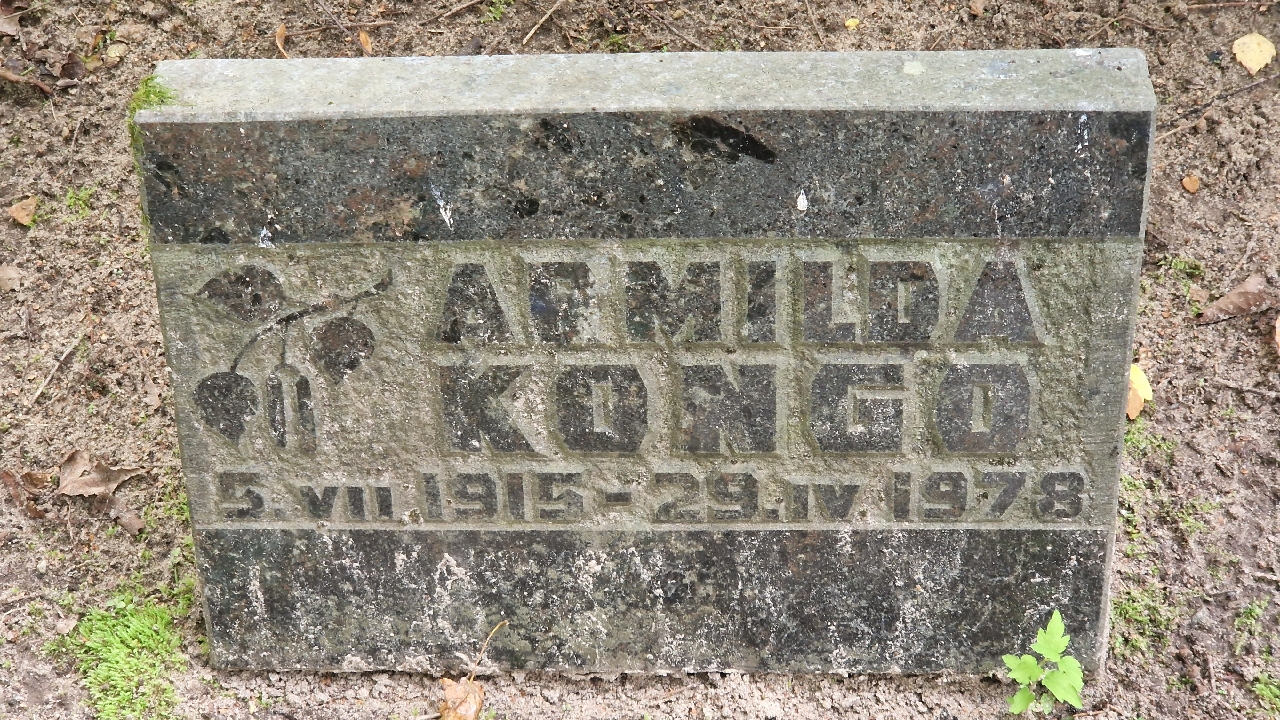 ARMILDA
KONGO
5. VII 1915 - 29. IV 1978